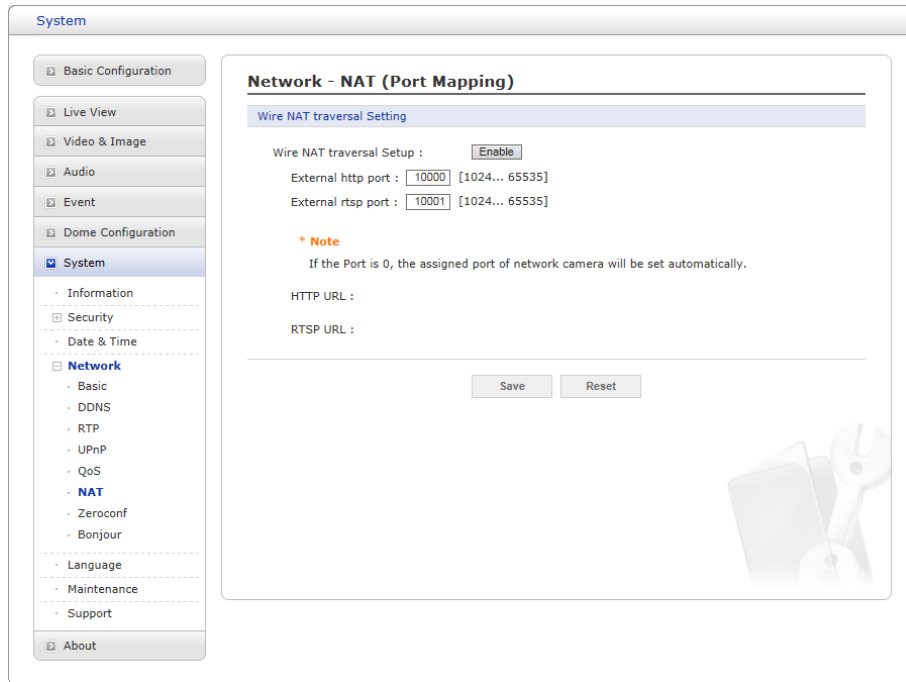 System
Basic Configuration
Live View
Video & Image
Audio
Event
Dome Configuration
System
· Information
Security
· Date & Time
Network
· Basic
· DDNS
· RTP
· UPnP
· QoS
· NAT
· Zeroconf
· Bonjour
· Language
· Maintenance
· Support
About
Network - NAT (Port Mapping)
Wire NAT traversal Setting
Wire NAT traversal Setup : Enable
External http port : 10000 [1024... 65535]
External rtsp port : 10001 [1024... 65535]
* Note
If the Port is 0, the assigned port of network camera will be set automatically.
HTTP URL :
RTSP URL :
Save Reset